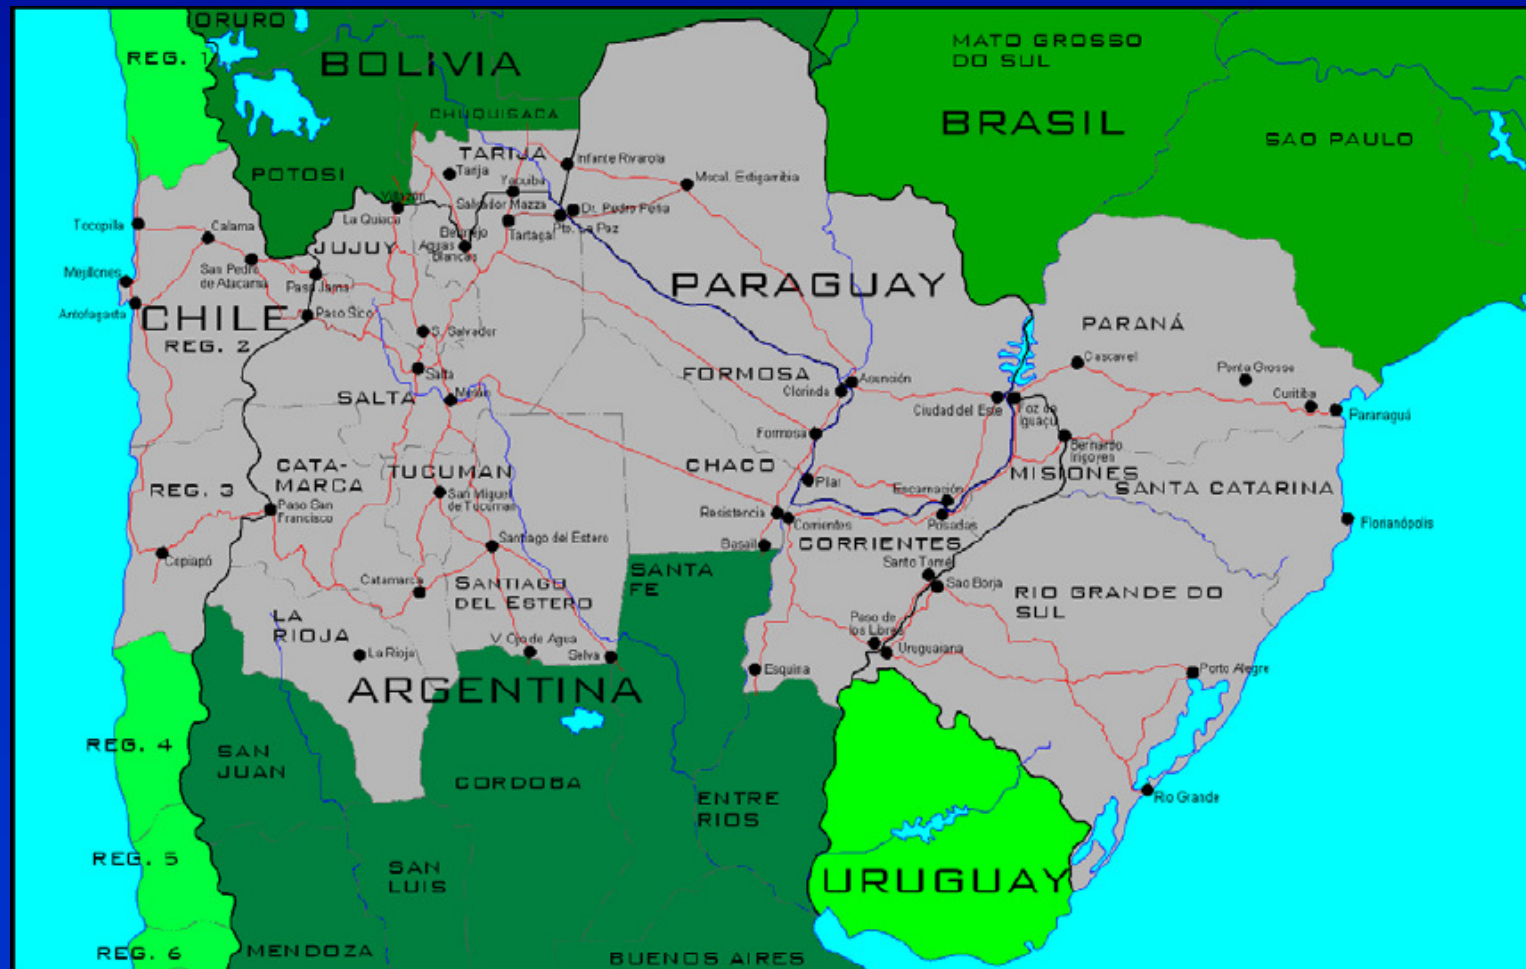 ORURO
REG. 1
BOLIVIA
MATO GROSSO
DO SUL
CHUQUISACA
BRASIL
SAO PAULO
POTOSI
TARIJA
Tarija
Infante Rivarola
Yacuiba
Mscal. Estigarribia
Villazón
La Quiaca
Salvador Mazza
Dr. Pedro Peña
Tocopilla
Calama
JUJUY
Bermejo
Aguas
Blancas
Tartagal
Pto. La Paz
San Pedro
de Atacama
Mejillones
Paso Jama
PARAGUAY
Antofagasta
CHILE
REG. 2
Paso Sico
S. Salvador
PARANÁ
Cascavel
Salta
FORMOSA
Clorinda
Asunción
Ponta Grossa
SALTA
Ciudad del Este
Foz do
Iguaçú
Curitiba
Paranaguá
Formosa
Bernardo
Irigoyen
CATA-
MARCA
TUCUMAN
CHACO
Pilar
MISIONES
REG. 3
San Miguel
de Tucuman
Encarnación
SANTA CATARINA
Paso San
Francisco
Resistencia
Corrientes
Posadas
Florianópolis
Copiapó
Santiago del Estero
Basail
CORRIENTES
Catamarca
SANTIAGO
DEL ESTERO
SANTA
FE
Santo Tomé
Sao Borja
RIO GRANDE DO
SUL
LA
RIOJA
La Rioja
V. Ojo de Agua
Selva
Paso de
los Libres
Uruguaiana
Esquina
Porto Alegre
ARGENTINA
REG. 4
SAN
JUAN
CORDOBA
ENTRE
RIOS
Rio Grande
REG. 5
SAN
LUIS
URUGUAY
REG. 6
MENDOZA
BUENOS AIRES